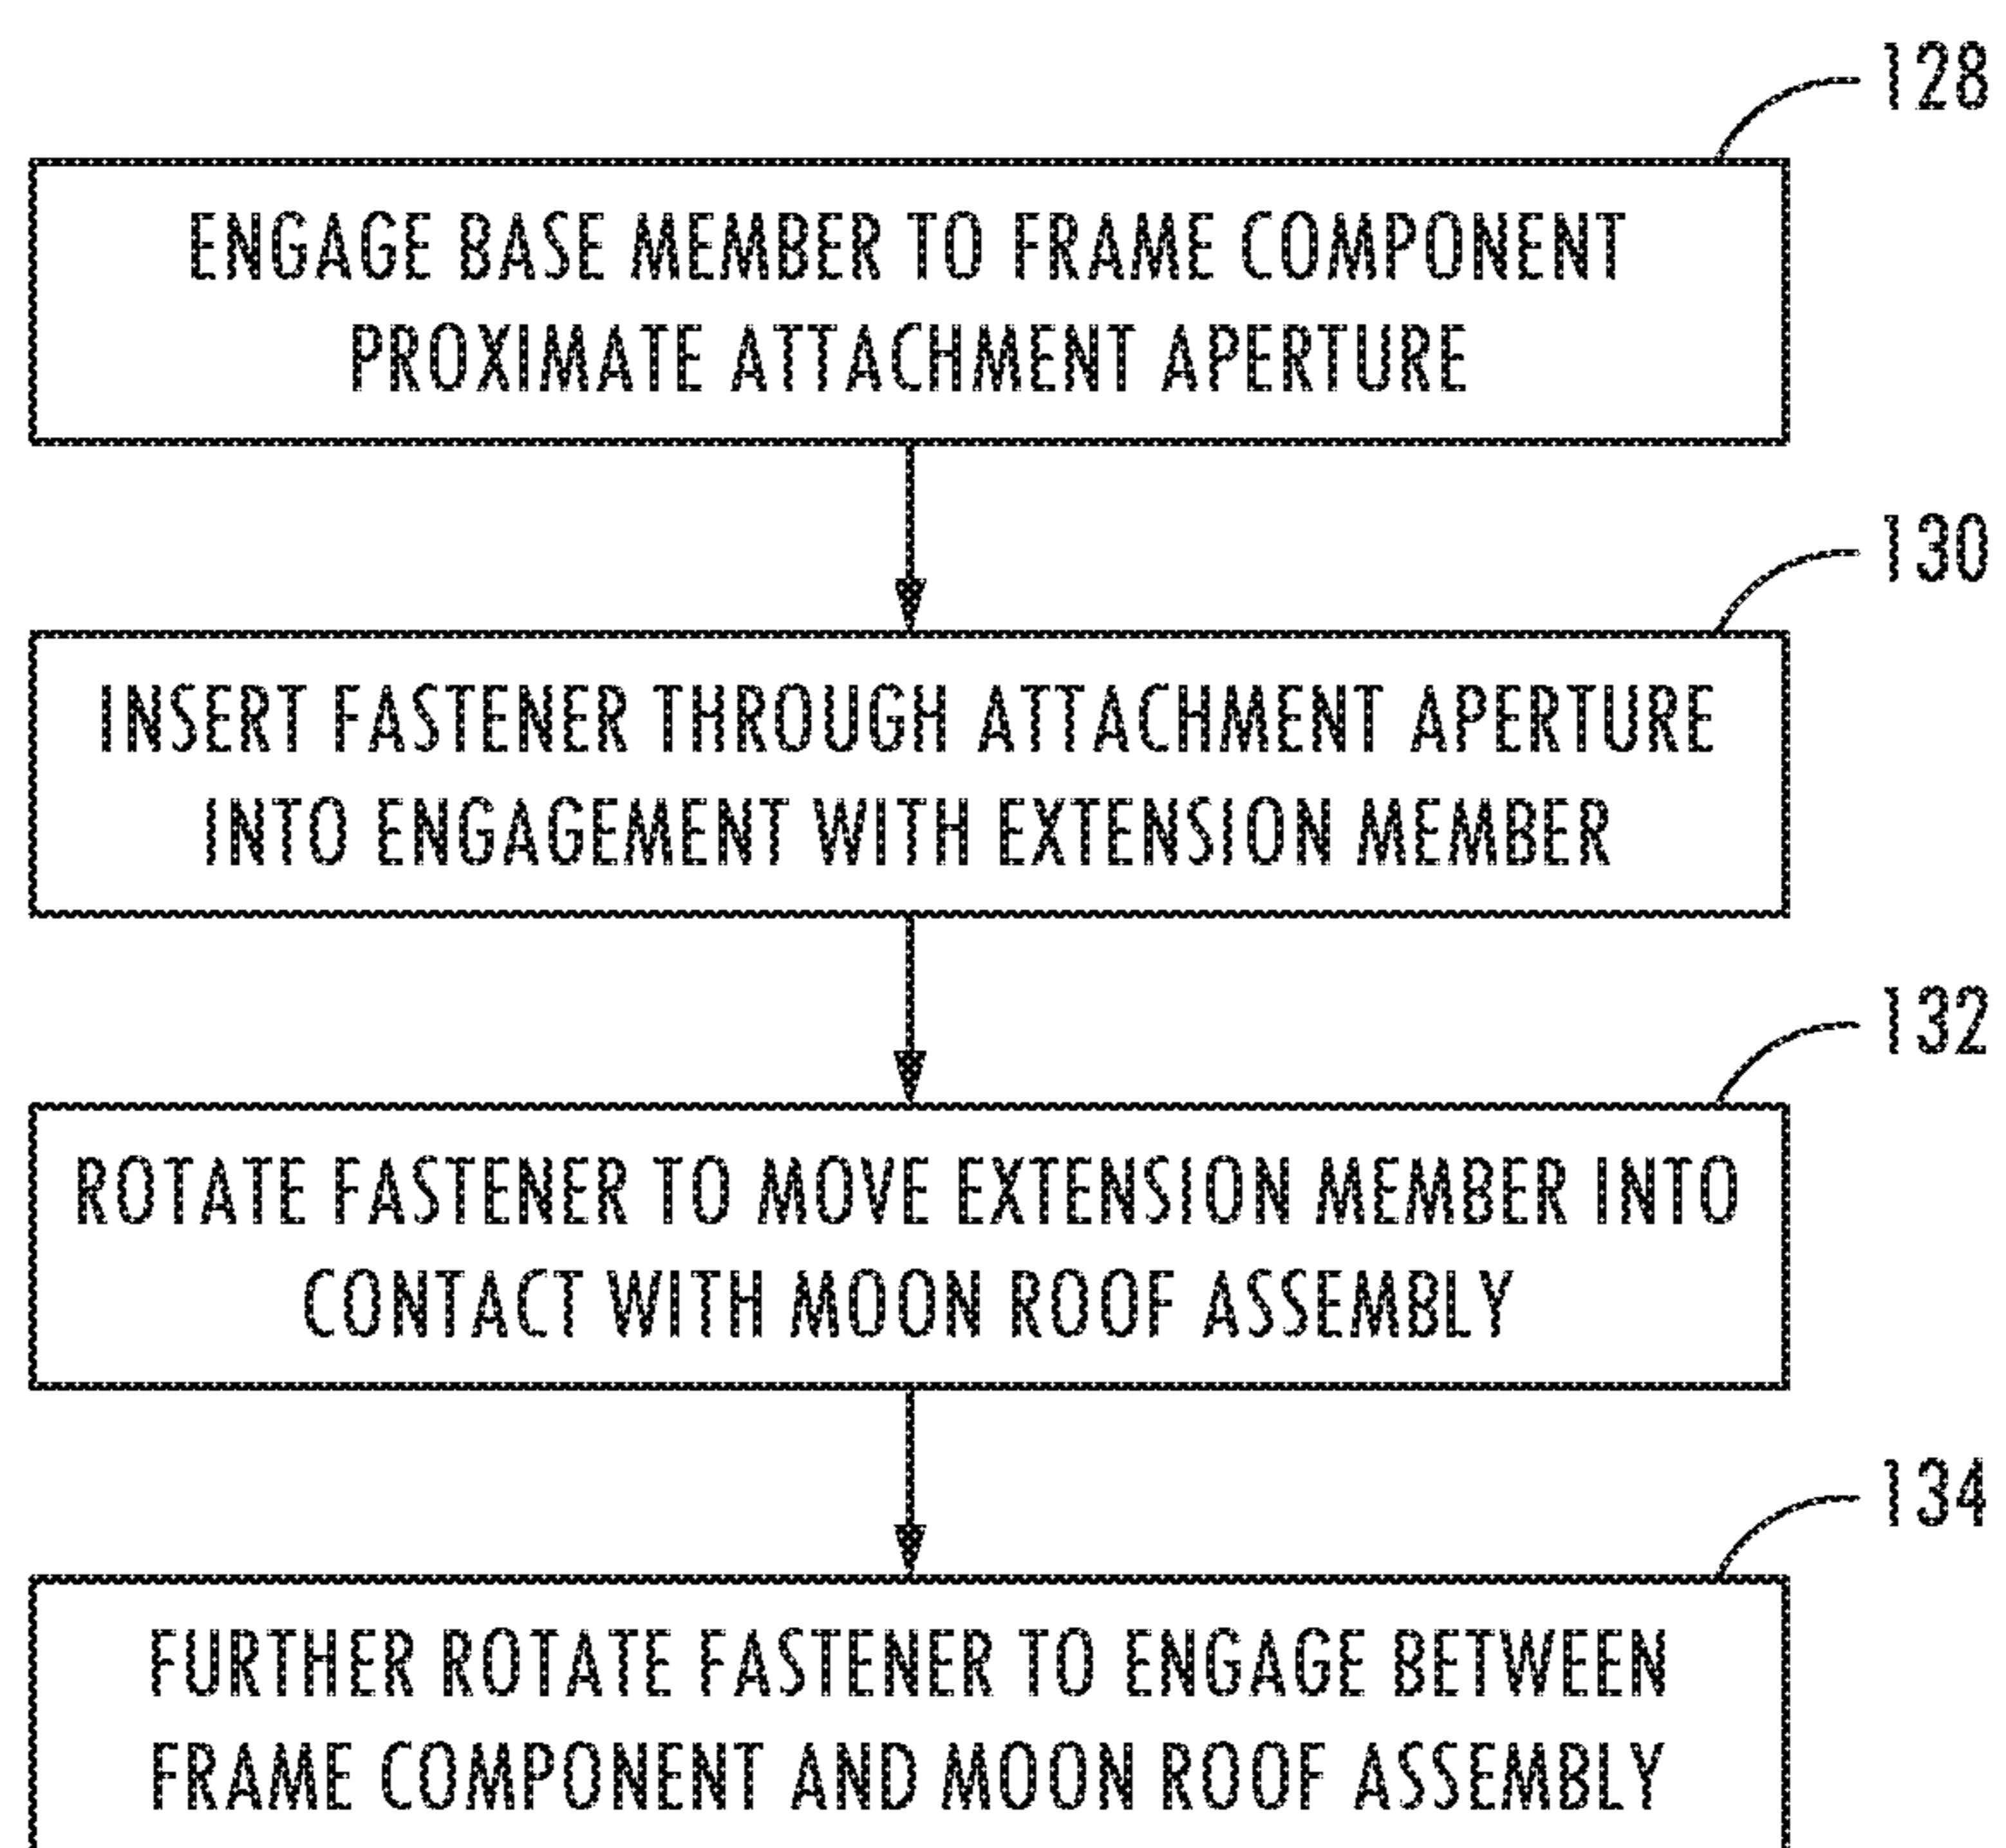 128
ENGAGE BASE MEMBER TO FRAME COMPONENT
PROXIMATE ATTACHMENT APERTURE
130
INSERT FASTENER THROUGH ATTACHMENT APERTURE
INTO ENGAGEMENT WITH EXTENSION MEMBER
132
ROTATE FASTENER TO MOVE EXTENSION MEMBER INTO
CONTACT WITH MOON ROOF ASSEMBLY
134
FURTHER ROTATE FASTENER TO ENGAGE BETWEEN
FRAME COMPONENT AND MOON ROOF ASSEMBLY